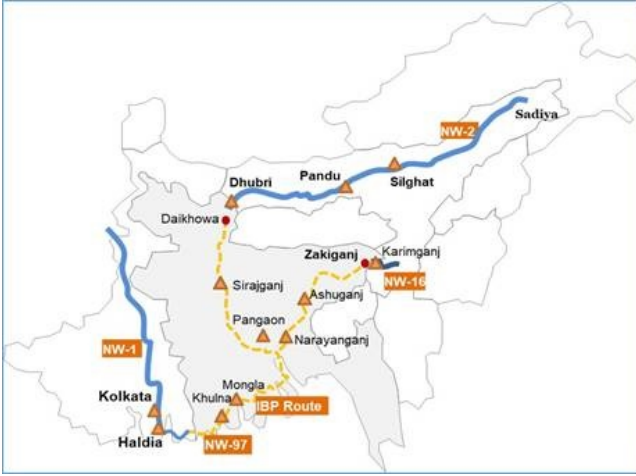 Sadiya
NW-2
Pandu
Silghat
Dhubri
Daikhowa
Zakiganj
Karimganj
NW-16
Sirajganj
Ashuganj
Pangaon
Narayanganj
NW-1
Mongla
Kolkata
Khulna
IBP Route
Haldia
NW-97